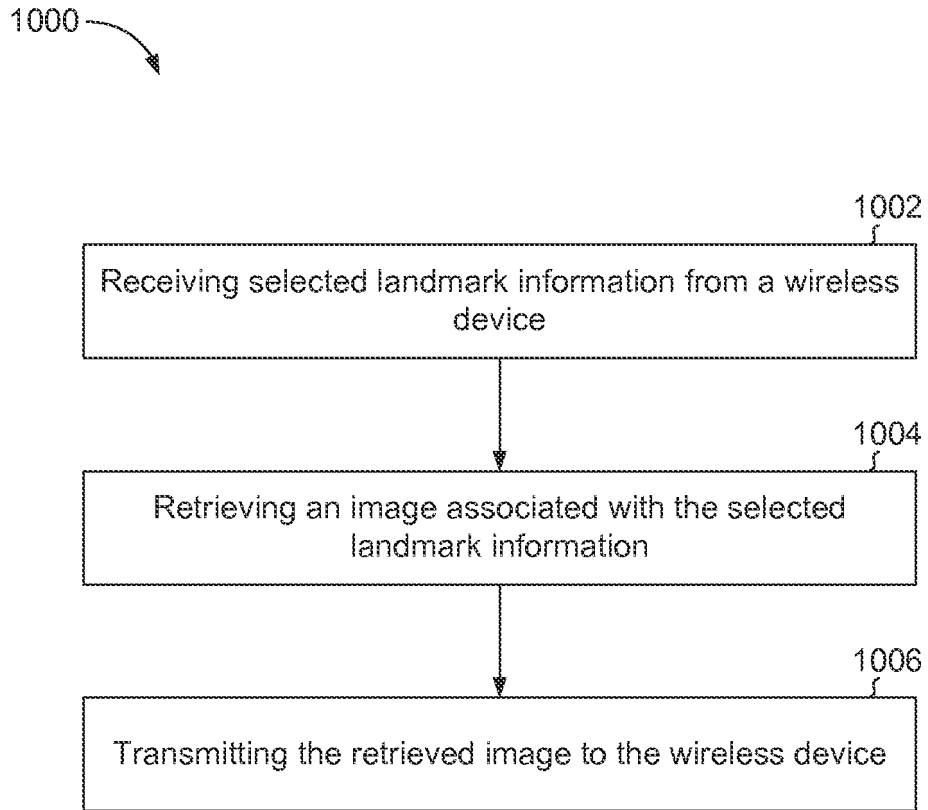 1000
1002
Receiving selected landmark information from a wireless
device
1004
Retrieving an image associated with the selected
landmark information
1006
Transmitting the retrieved image to the wireless device